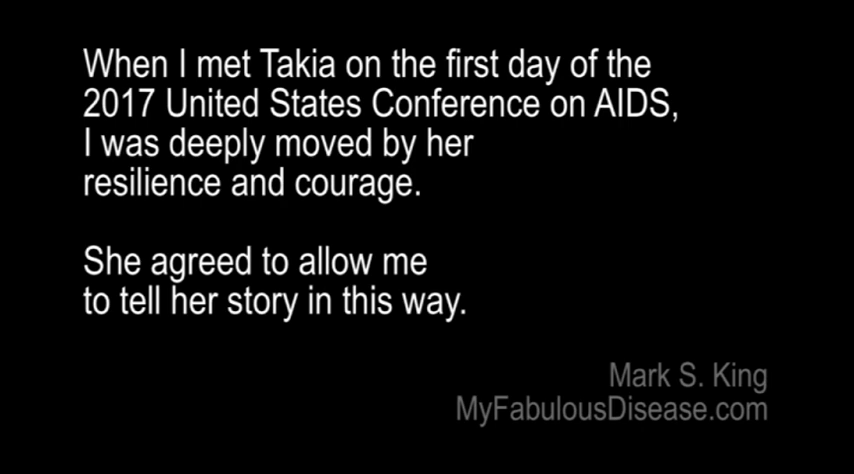 When I met Takia on the first day of the
2017 United States Conference on AIDS,
I was deeply moved by her
resilience and courage.
She agreed to allow me
to tell her story in this way.
Mark S. King
MyFabulousDisease.com